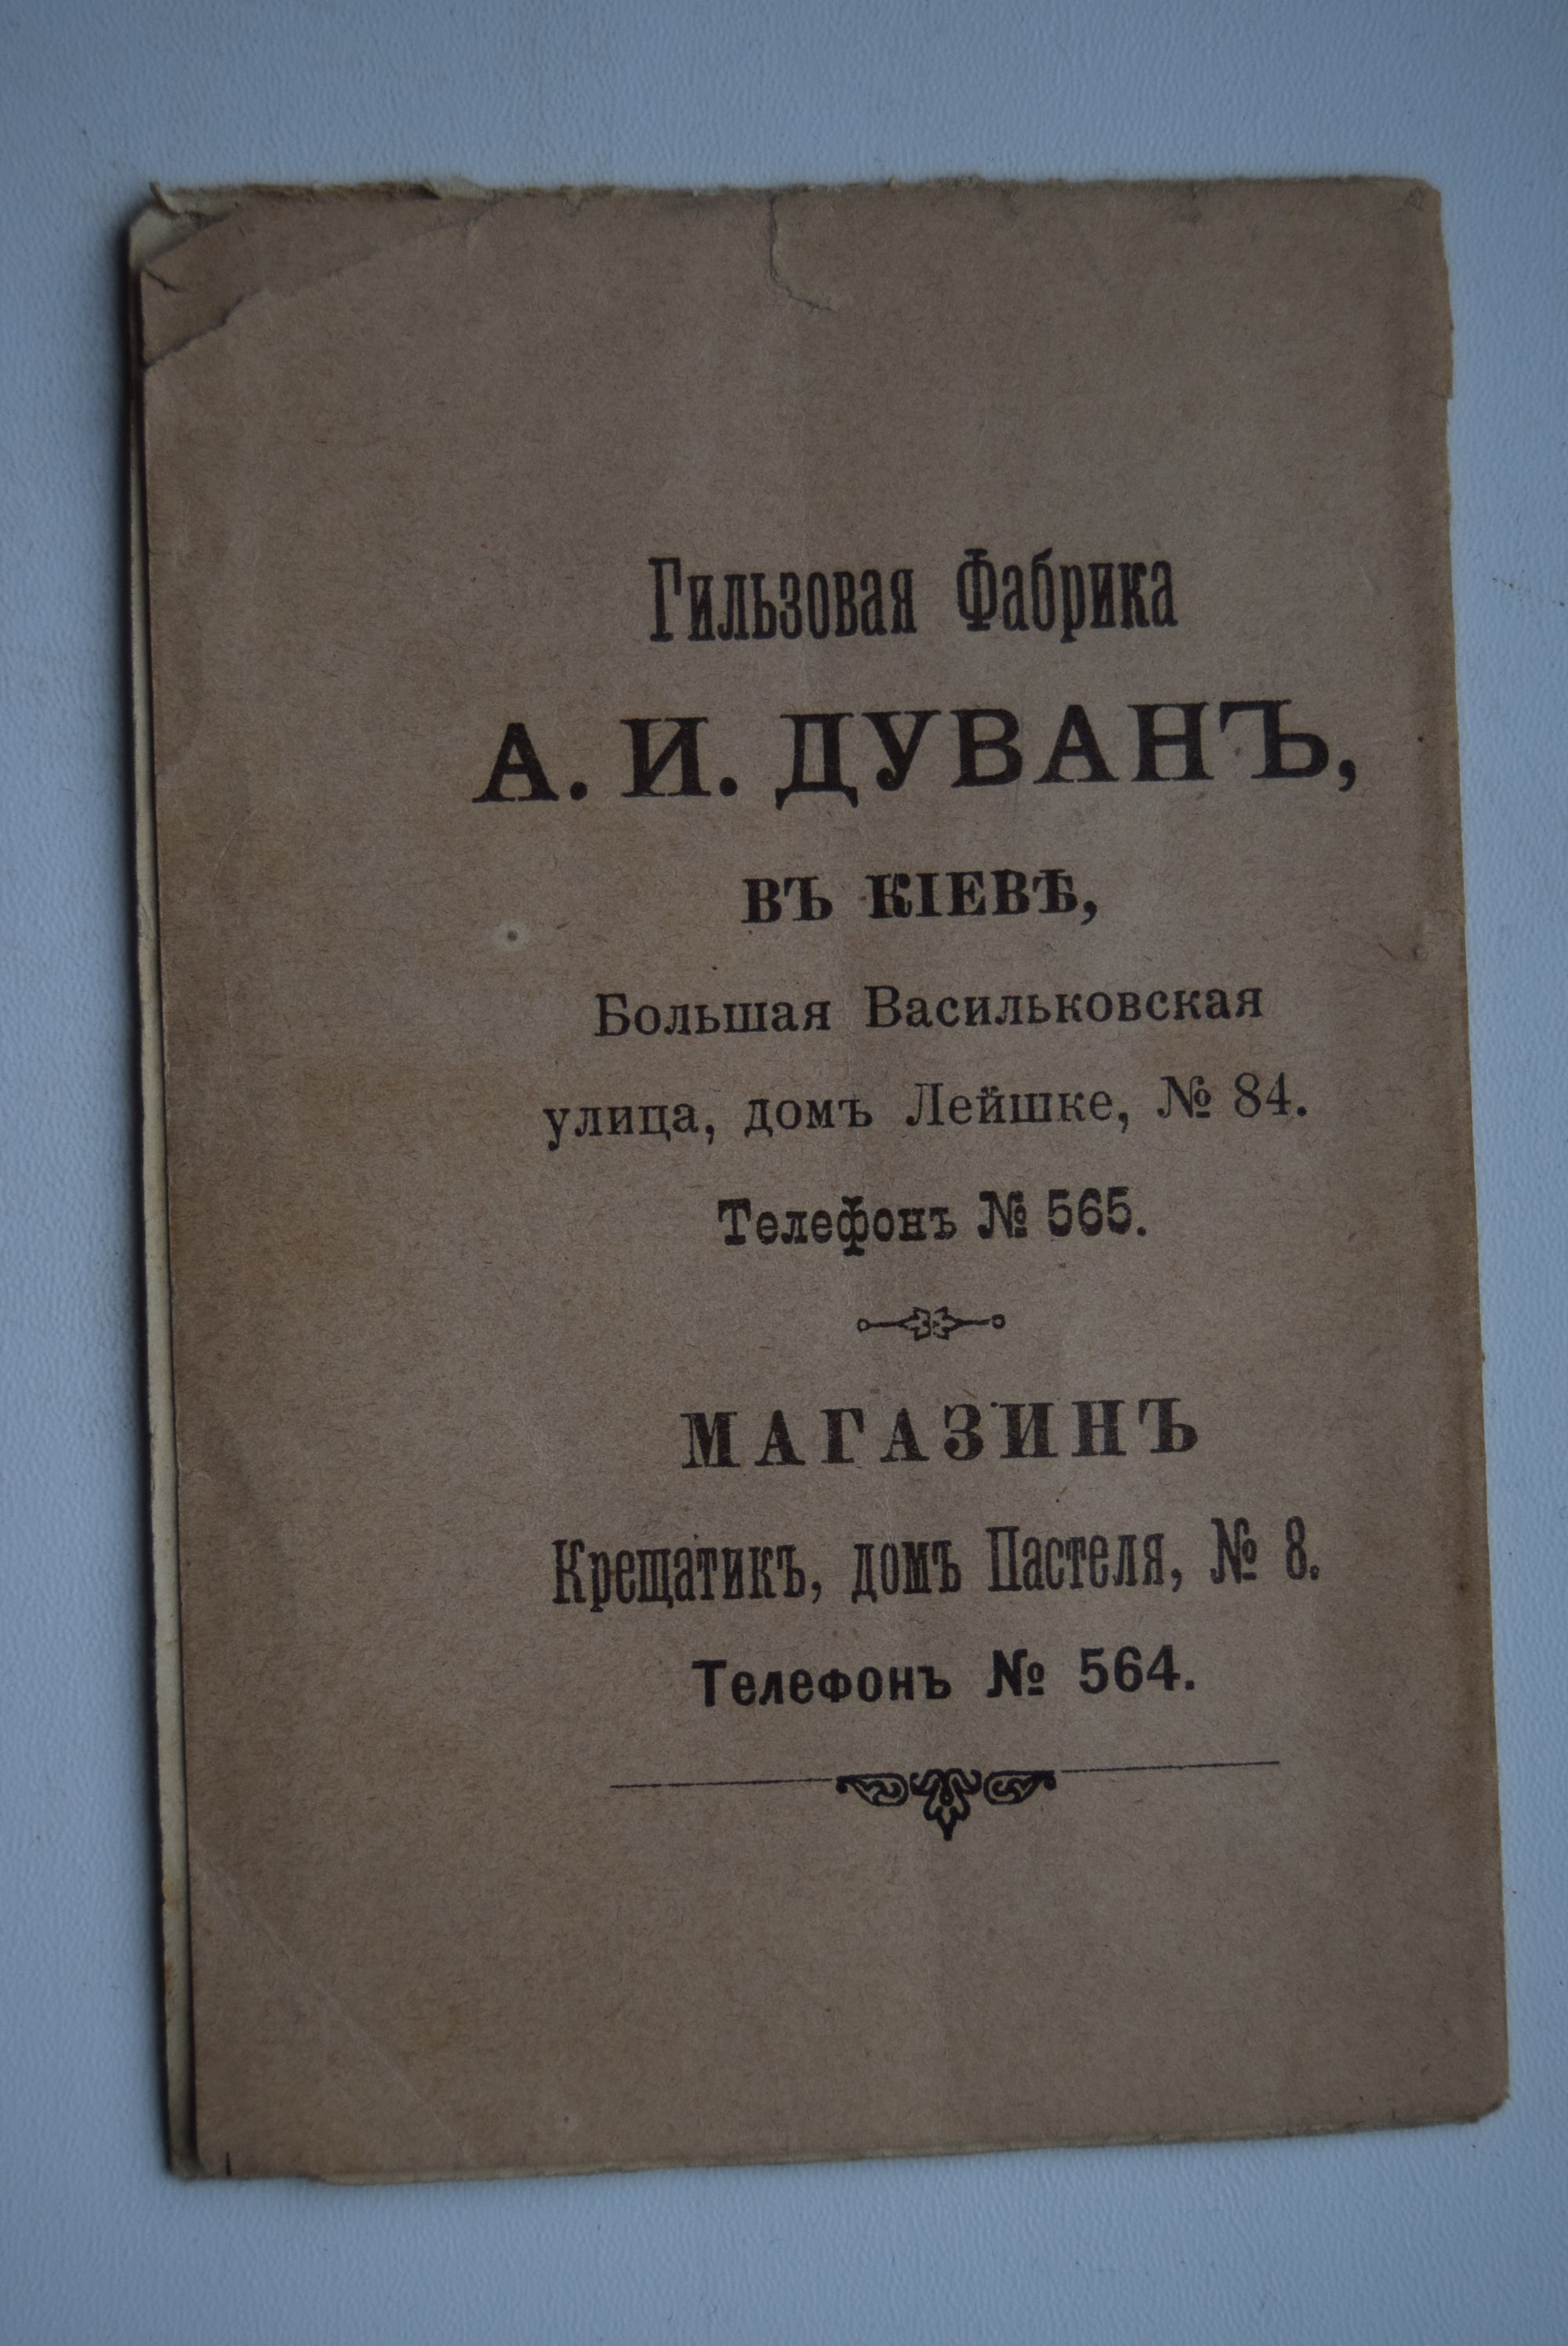 Гильзовая Фабрика
А. И. ДУВАНЪ,
ВЪ КІЕВѢ,
Большая Васильковская
улица, домъ Лейшке, № 84.
Телефонъ № 565.
МАГАЗИНЪ
Крещатикъ, домъ Пастеля, № 8.
Телефонъ № 564.